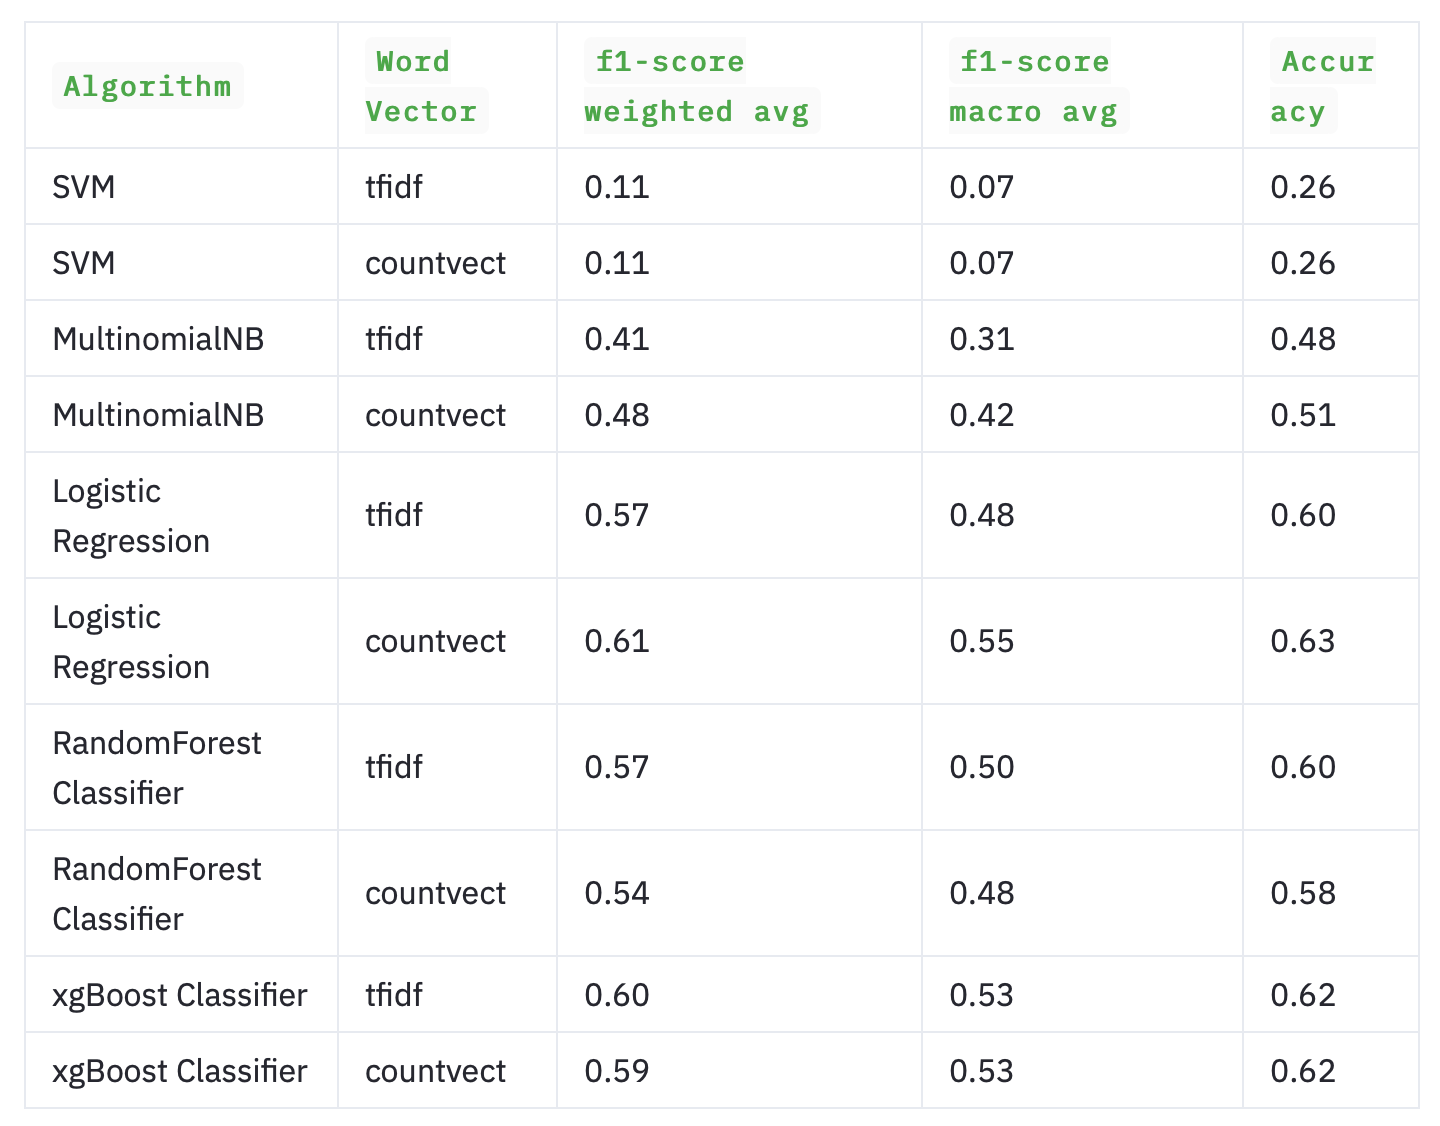 Algorithm Word Vector f1-score weighted avg f1-score macro avg Accur acy
SVM tfidf 0.11 0.07 0.26
SVM countvect 0.11 0.07 0.26
MultinomialNB tfidf 0.41 0.31 0.48
MultinomialNB countvect 0.48 0.42 0.51
Logistic Regression tfidf 0.57 0.48 0.60
Logistic Regression countvect 0.61 0.55 0.63
RandomForest Classifier tfidf 0.57 0.50 0.60
RandomForest Classifier countvect 0.54 0.48 0.58
xgBoost Classifier tfidf 0.60 0.53 0.62
xgBoost Classifier countvect 0.59 0.53 0.62